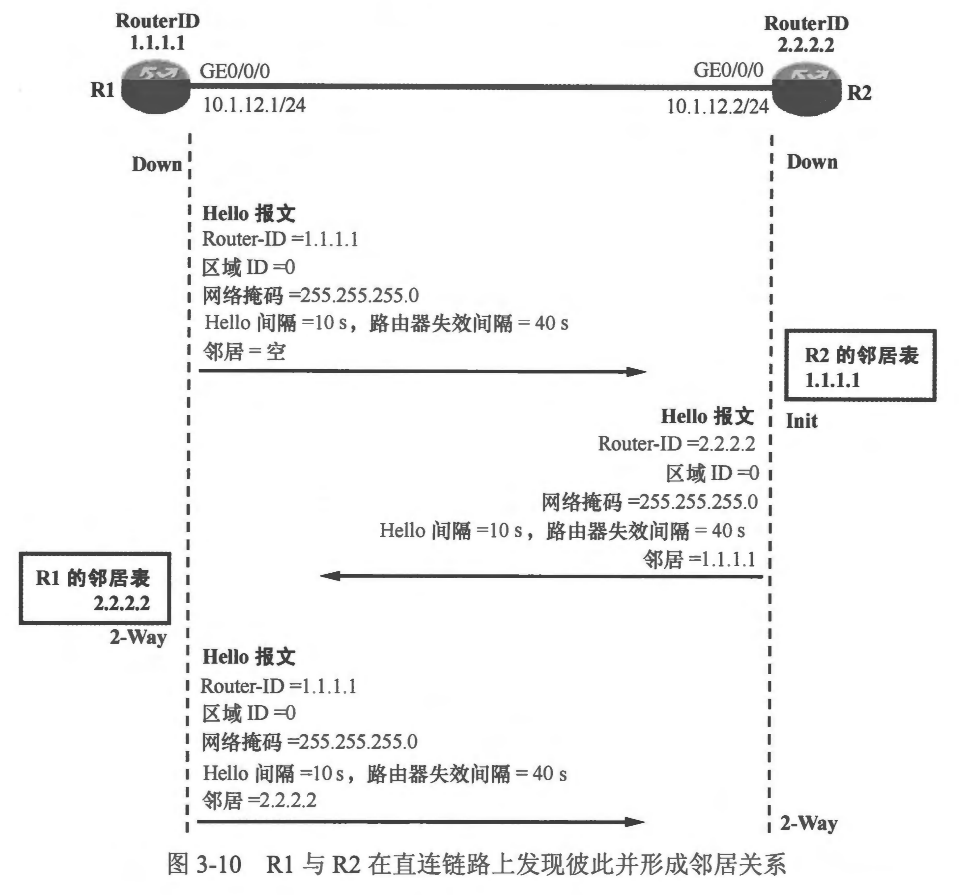 RouterID
1.1.1.1
RouterID
2.2.2.2
R1
GE0/0/0
10.1.12.1/24
GE0/0/0
10.1.12.2/24
R2
Down
Down
Hello 报文
Router-ID =1.1.1.1
区域 ID =0
网络掩码 =255.255.255.0
Hello 间隔 =10 s，路由器失效间隔 = 40 s
邻居 = 空
R2 的邻居表
1.1.1.1
Init
Hello 报文
Router-ID =2.2.2.2
区域 ID =0
网络掩码 =255.255.255.0
Hello 间隔 =10 s，路由器失效间隔 = 40 s
邻居 =1.1.1.1
R1 的邻居表
2.2.2.2
2-Way
Hello 报文
Router-ID =1.1.1.1
区域 ID =0
网络掩码 =255.255.255.0
Hello 间隔 =10 s，路由器失效间隔 = 40 s
邻居 =2.2.2.2
2-Way
图 3-10 R1 与 R2 在直连链路上发现彼此并形成邻居关系